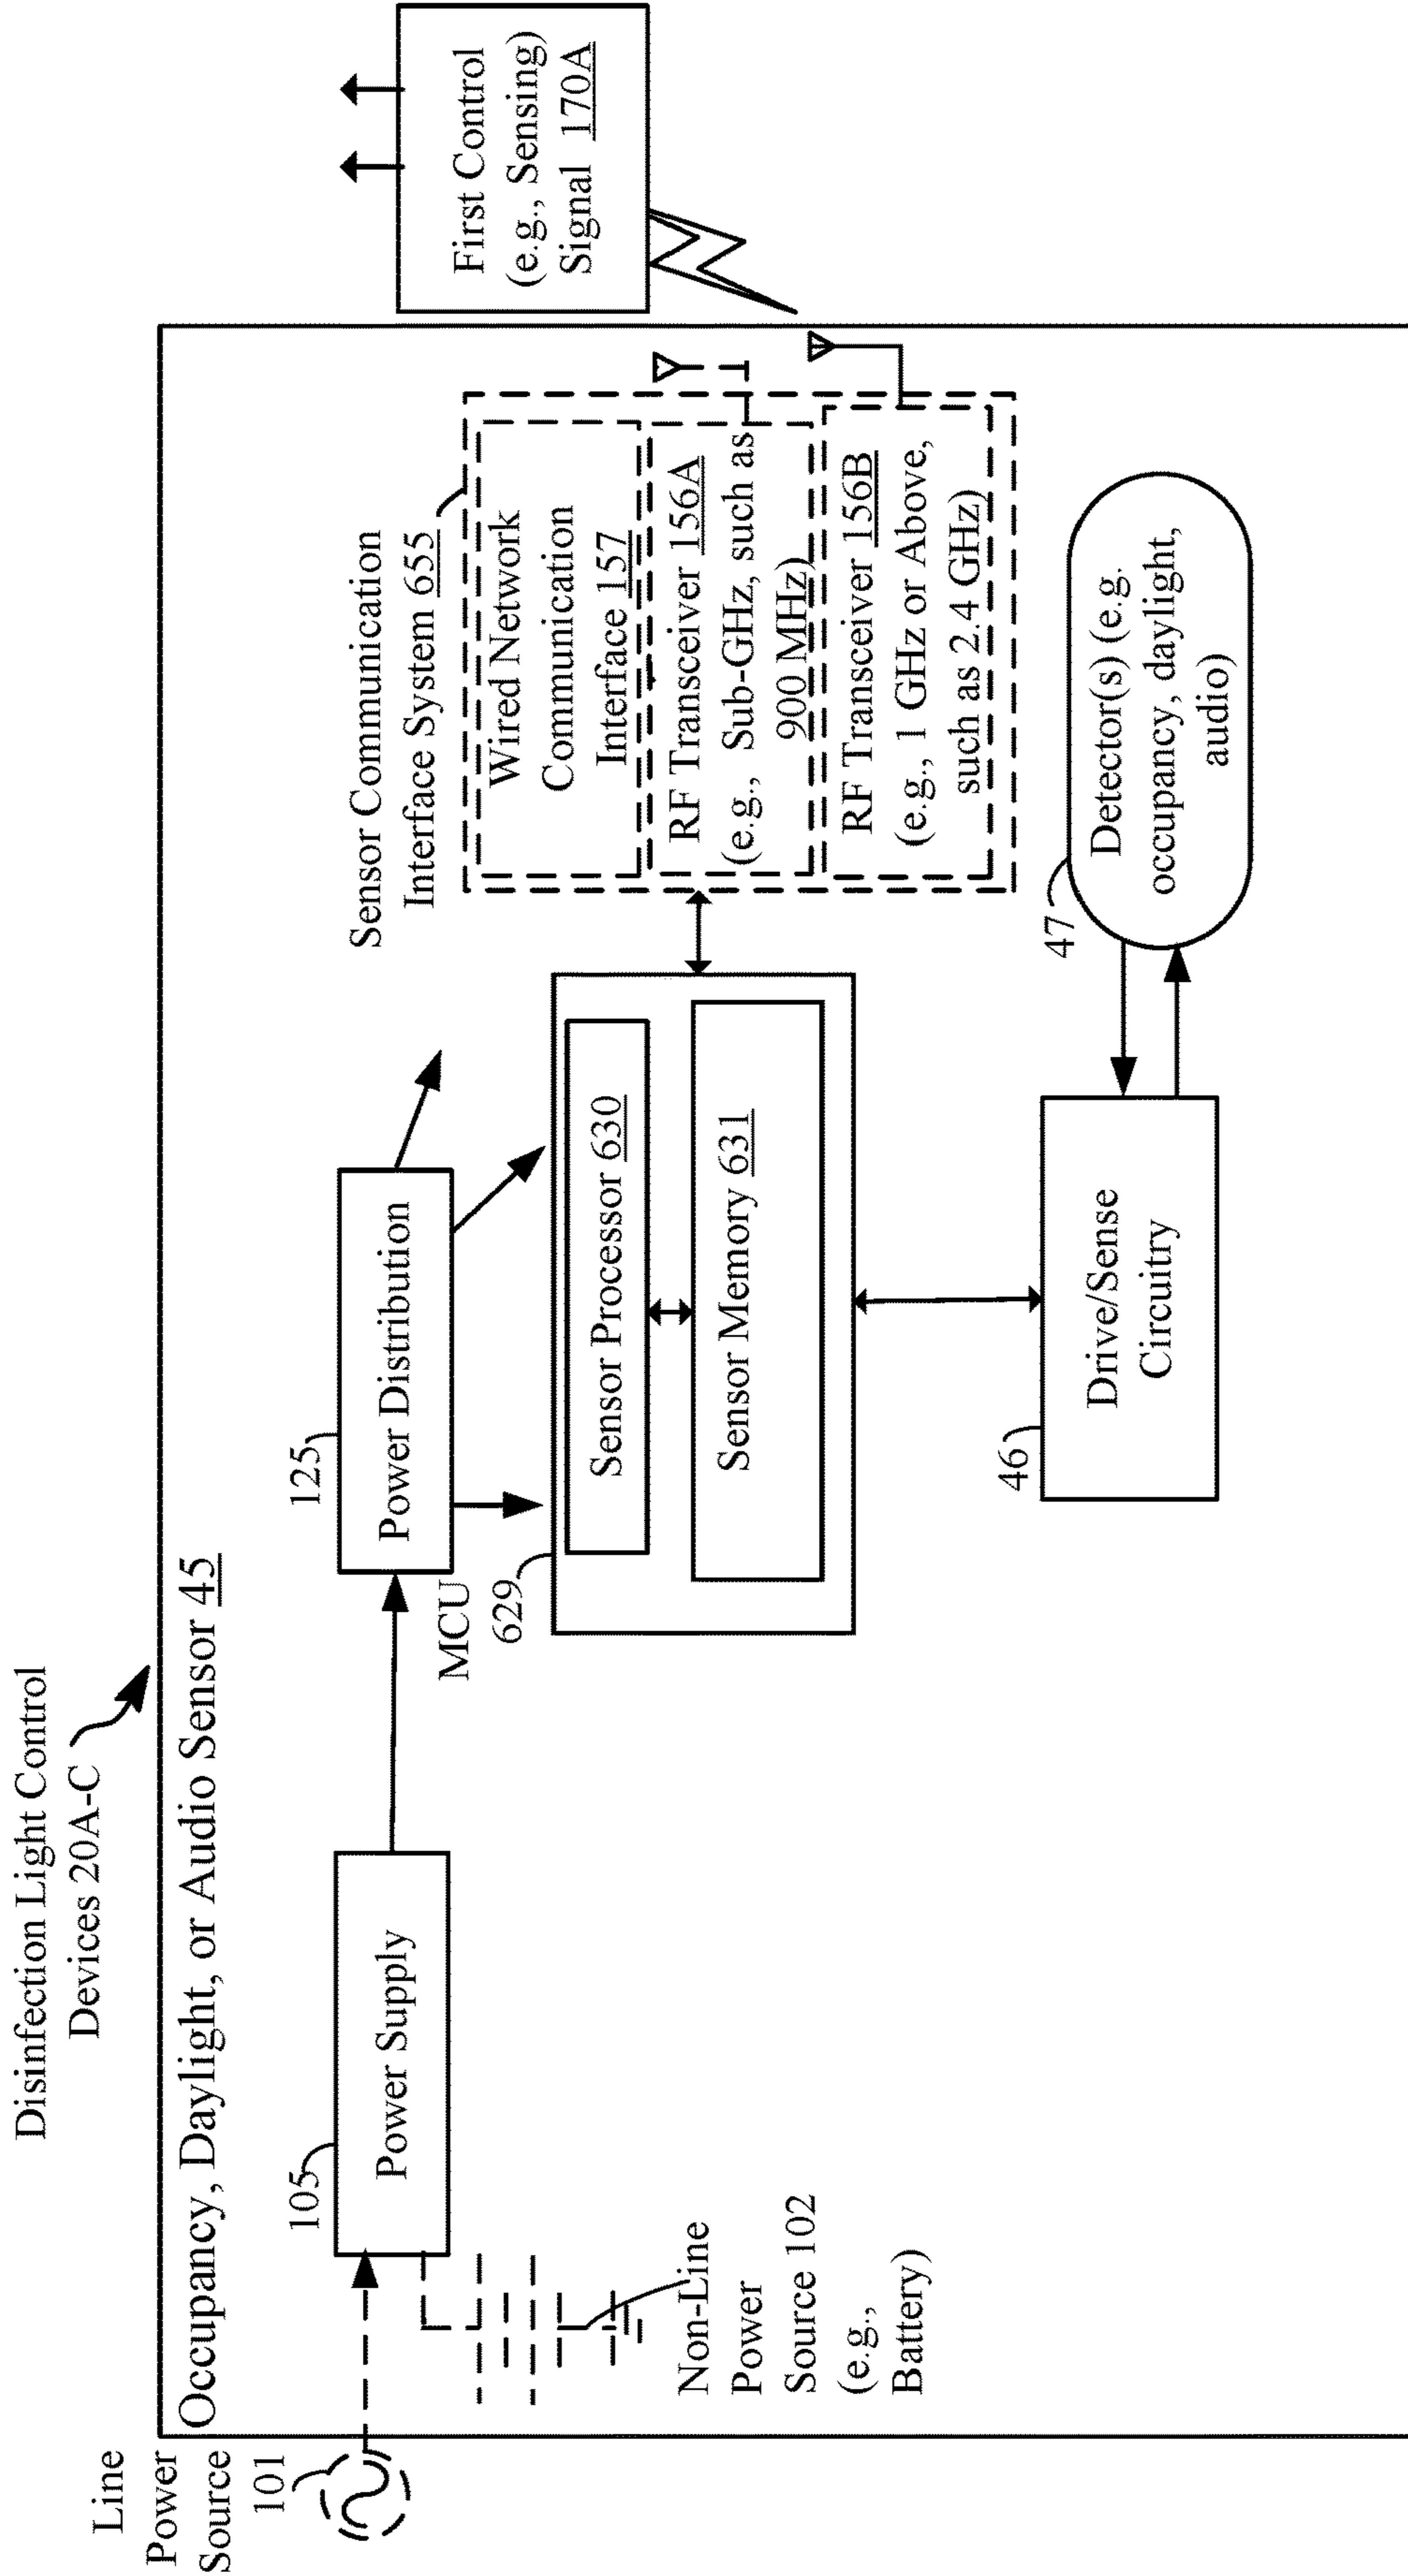 Disinfection Light Control
Devices 20A-C
Line
Power
Source
101
Occupancy, Daylight, or Audio Sensor 45
105
Power Supply
Non-Line
Power
Source 102
(e.g.,
Battery)
125
Power Distribution
MCU
629
Sensor Processor 630
Sensor Memory 631
46
Drive/Sense
Circuitry
Sensor Communication
Interface System 655
Wired Network
Communication
Interface 157
RF Transceiver 156A
(e.g., Sub-GHz, such as
900 MHz)
RF Transceiver 156B
(e.g., 1 GHz or Above,
such as 2.4 GHz)
47
Detector(s) (e.g.
occupancy, daylight,
audio)
First Control
(e.g., Sensing)
Signal 170A